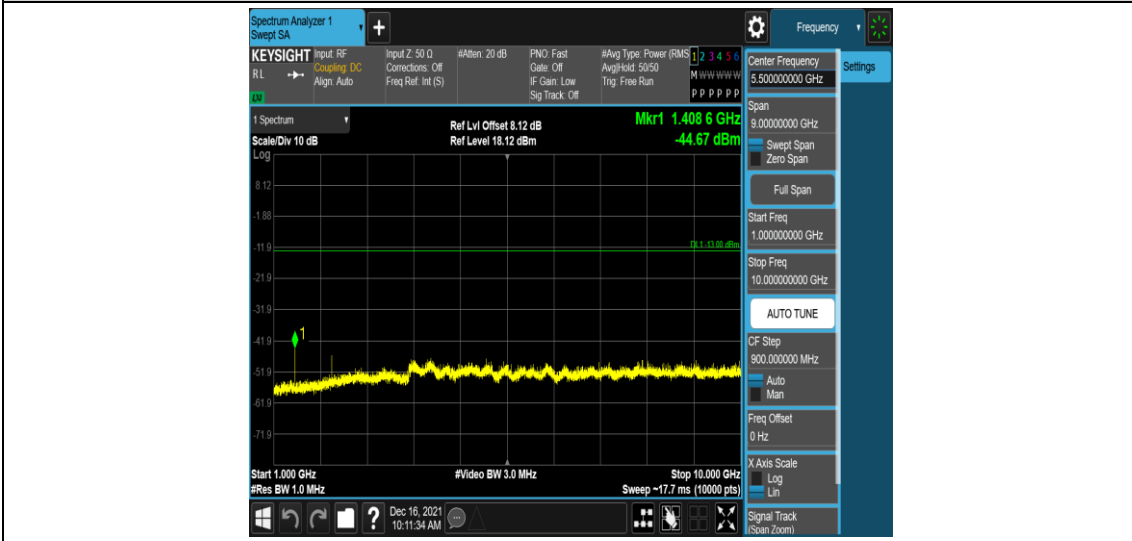 Spectrum Analyzer 1
Swept SA
+
Frequency
KEYSIGHT
RL
Input: RF
Coupling: DC
Align: Auto
Input Z: 50 Ω
Corrections: Off
Freq Ref: Int (S)
#Atten: 20 dB
PNO: Fast
Gate: Off
IF Gain: Low
Sig Track: Off
#Avg Type: Power (RMS
Avg|Hold: 50/50
Trig: Free Run
1 2 3 4 5 6
M W W W W W
P P P P P P
1 Spectrum
Scale/Div 10 dB
Log
Ref Lvl Offset 8.12 dB
Ref Level 18.12 dBm
Mkr1 1.408 6 GHz
-44.67 dBm
8.12
-1.88
-11.9
DL1 -13.00 dBm
-21.9
-31.9
1
-41.9
-51.9
-61.9
-71.9
Start 1.000 GHz
#Video BW 3.0 MHz
Stop 10.000 GHz
#Res BW 1.0 MHz
Sweep ~17.7 ms (10000 pts)
?
Dec 16, 2021
10:11:34 AM
Center Frequency
5.500000000 GHz
Settings
Span
9.00000000 GHz
Swept Span
Zero Span
Full Span
Start Freq
1.000000000 GHz
Stop Freq
10.000000000 GHz
AUTO TUNE
CF Step
900.000000 MHz
Auto
Man
Freq Offset
0 Hz
X Axis Scale
Log
Lin
Signal Track
(Span Zoom)